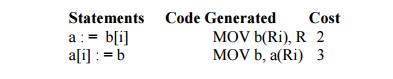 Statements Code Generated Cost
a : = b[i] MOV b(Ri), R 2
a[i] : = b MOV b, a(Ri) 3